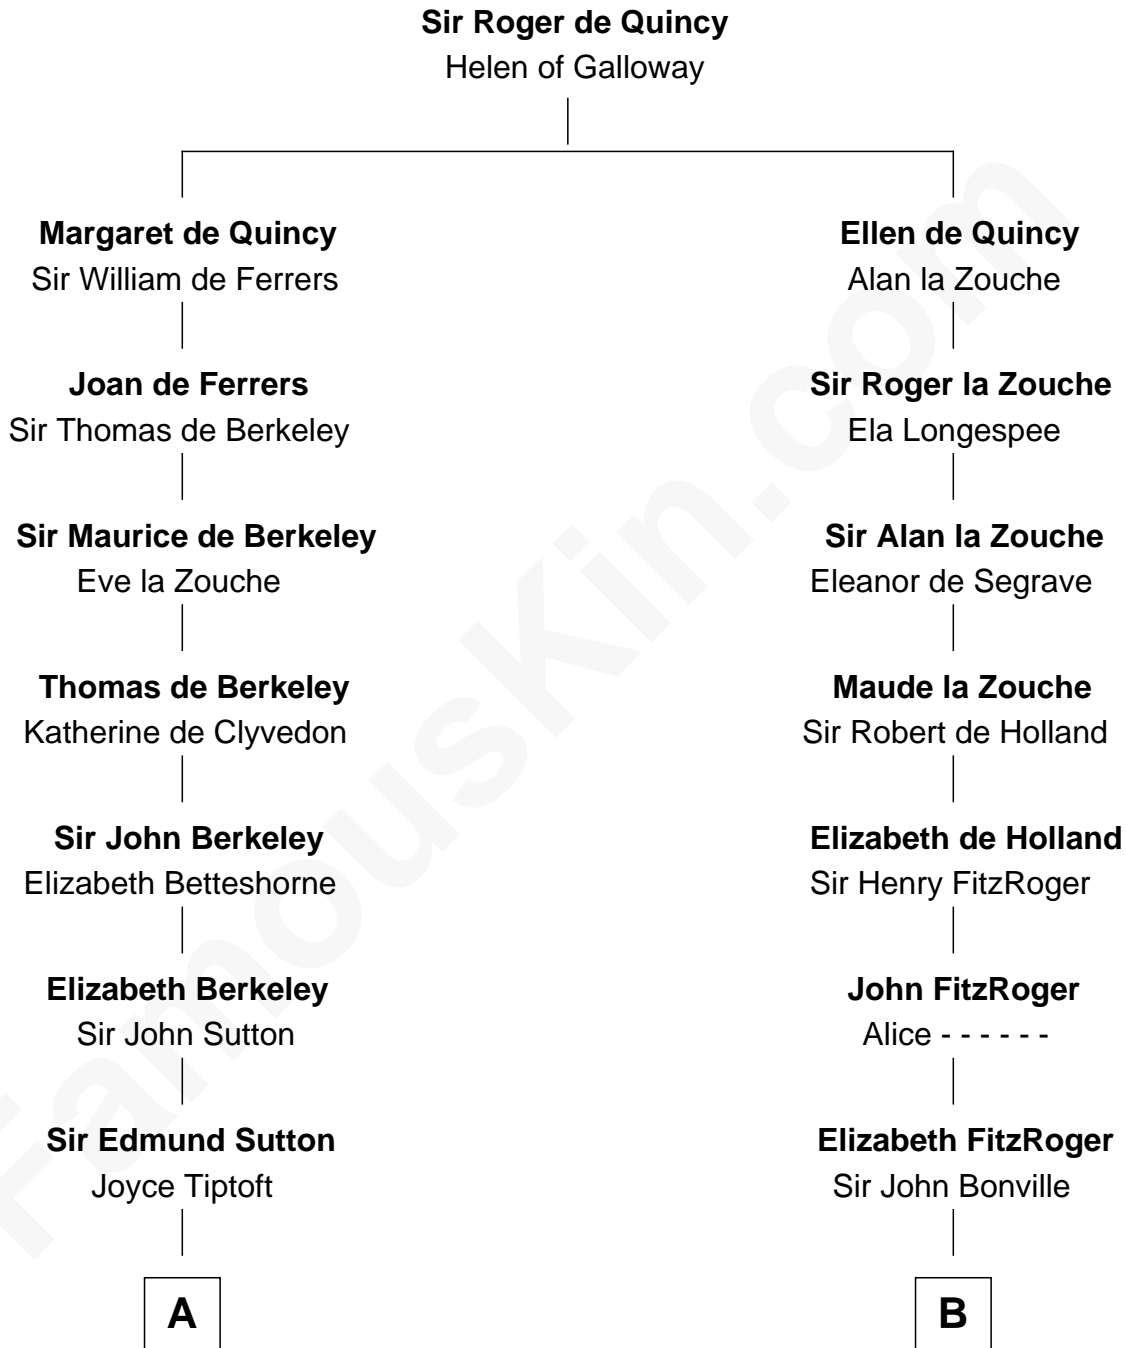 Sir Roger de Quincy
Helen of Galloway
Margaret de Quincy
Sir William de Ferrers
Ellen de Quincy
Alan la Zouche
Joan de Ferrers
Sir Thomas de Berkeley
Sir Roger la Zouche
Ela Longespee
Sir Maurice de Berkeley
Eve la Zouche
Sir Alan la Zouche
Eleanor de Segrave
Thomas de Berkeley
Katherine de Clyvedon
Maude la Zouche
Sir Robert de Holland
Sir John Berkeley
Elizabeth Betteshorne
Elizabeth de Holland
Sir Henry FitzRoger
Elizabeth Berkeley
Sir John Sutton
John FitzRoger
Alice - - - - - -
Sir Edmund Sutton
Joyce Tiptoft
Elizabeth FitzRoger
Sir John Bonville
A
B
FamousKin.com